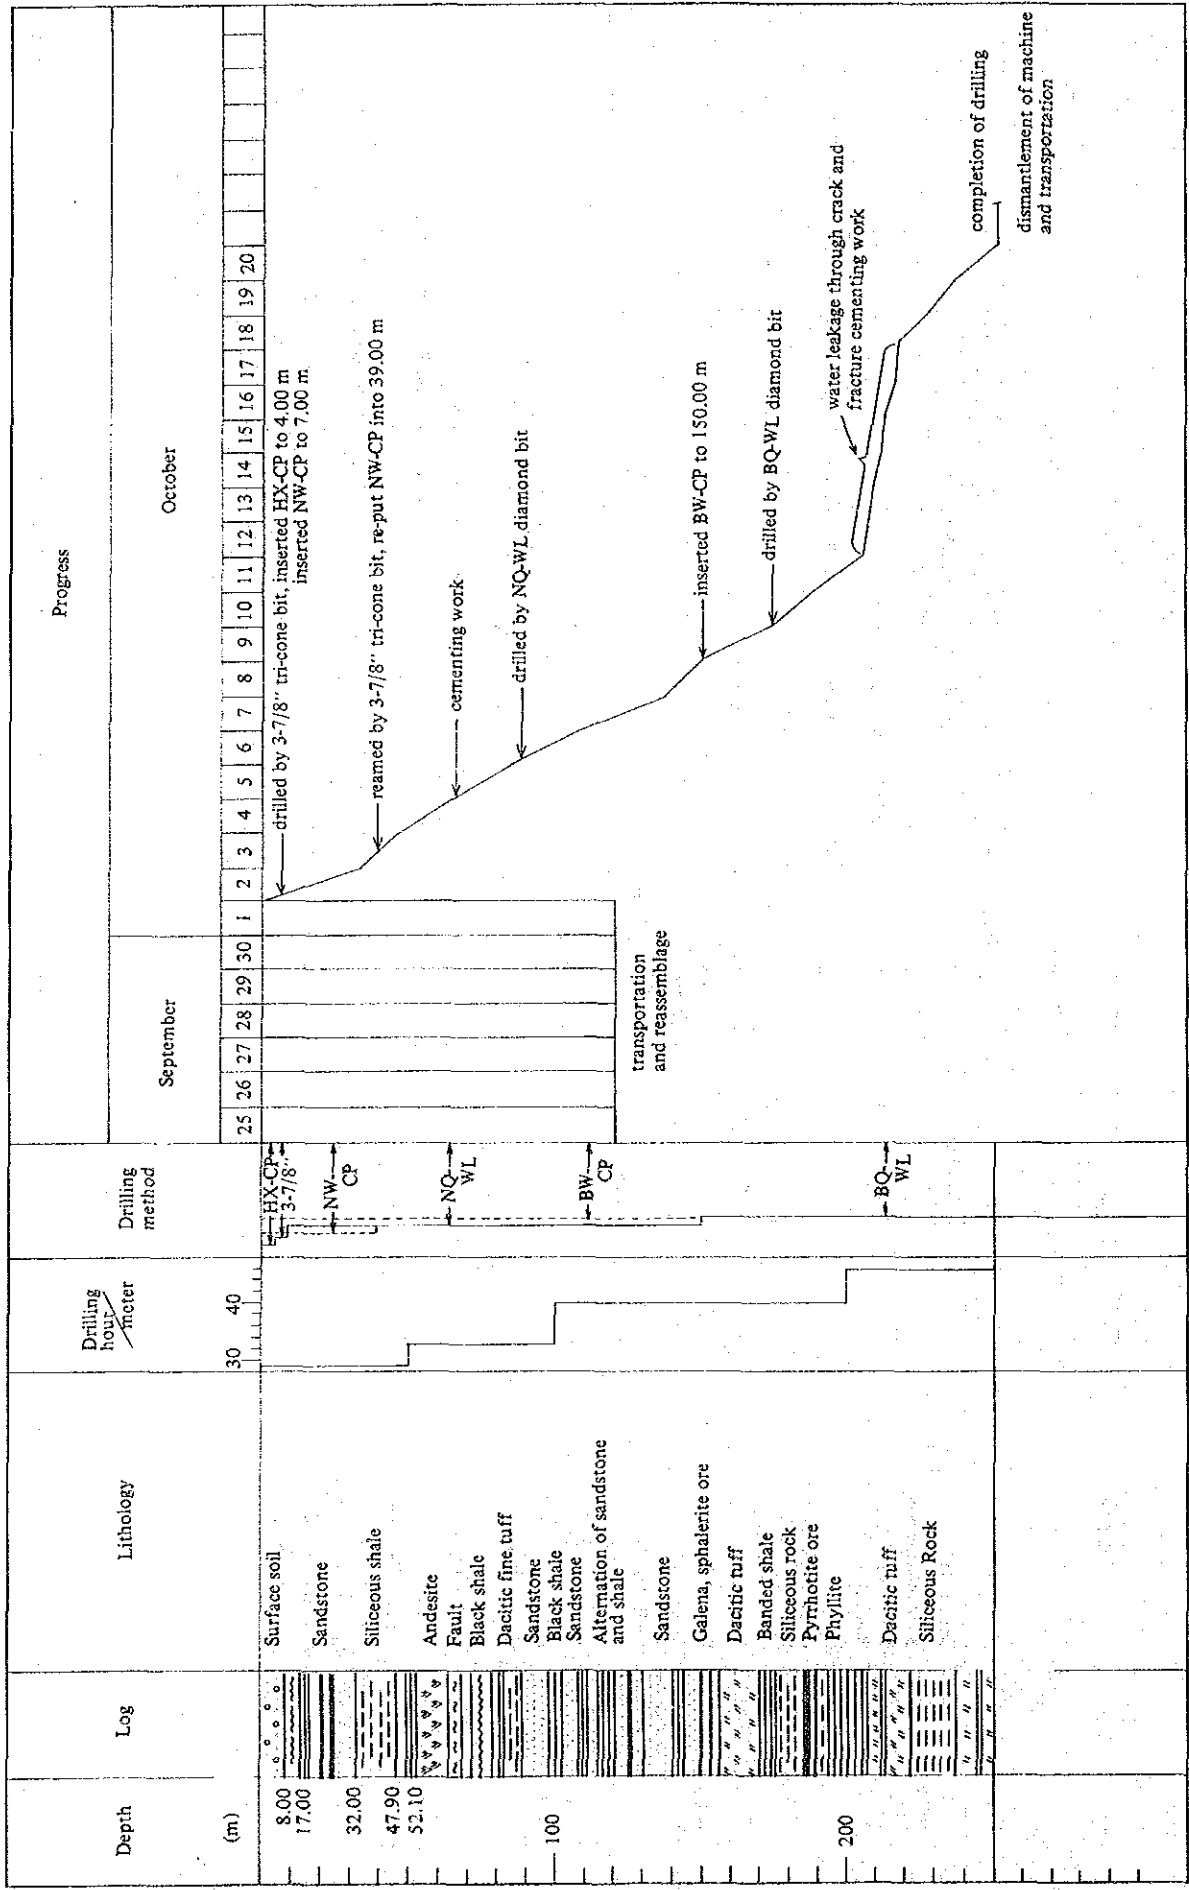 Depth
Log
Lithology
Drilling
hour/
meter
Drilling
method
Progress
September
October
(m)
30
40
25
26
27
28
29
30
1
2
3
4
5
6
7
8
9
10
11
12
13
14
15
16
17
18
19
20
8.00
17.00
32.00
47.90
52.10
100
200
Surface soil
Sandstone
Siliceous shale
Andesite
Fault
Black shale
Dacitic fine tuff
Sandstone
Black shale
Sandstone
Alternation of sandstone
and shale
Sandstone
Galena, sphalerite ore
Dacitic tuff
Banded shale
Siliceous rock
Pyrrhotite ore
Phyllite
Dacitic tuff
Siliceous Rock
HX-CP
3-7/8"
NW-
CP
NQ-
WL
BW-
CP
BQ-
WL
transportation
and reassemblage
drilled by 3-7/8" tri-cone bit, inserted HX-CP to 4.00 m
inserted NW-CP to 7.00 m
reamed by 3-7/8" tri-cone bit, re-put NW-CP into 39.00 m
cementing work
drilled by NQ-WL diamond bit
inserted BW-CP to 150.00 m
drilled by BQ-WL diamond bit
water leakage through crack and
fracture cementing work
completion of drilling
dismantlement of machine
and transportation